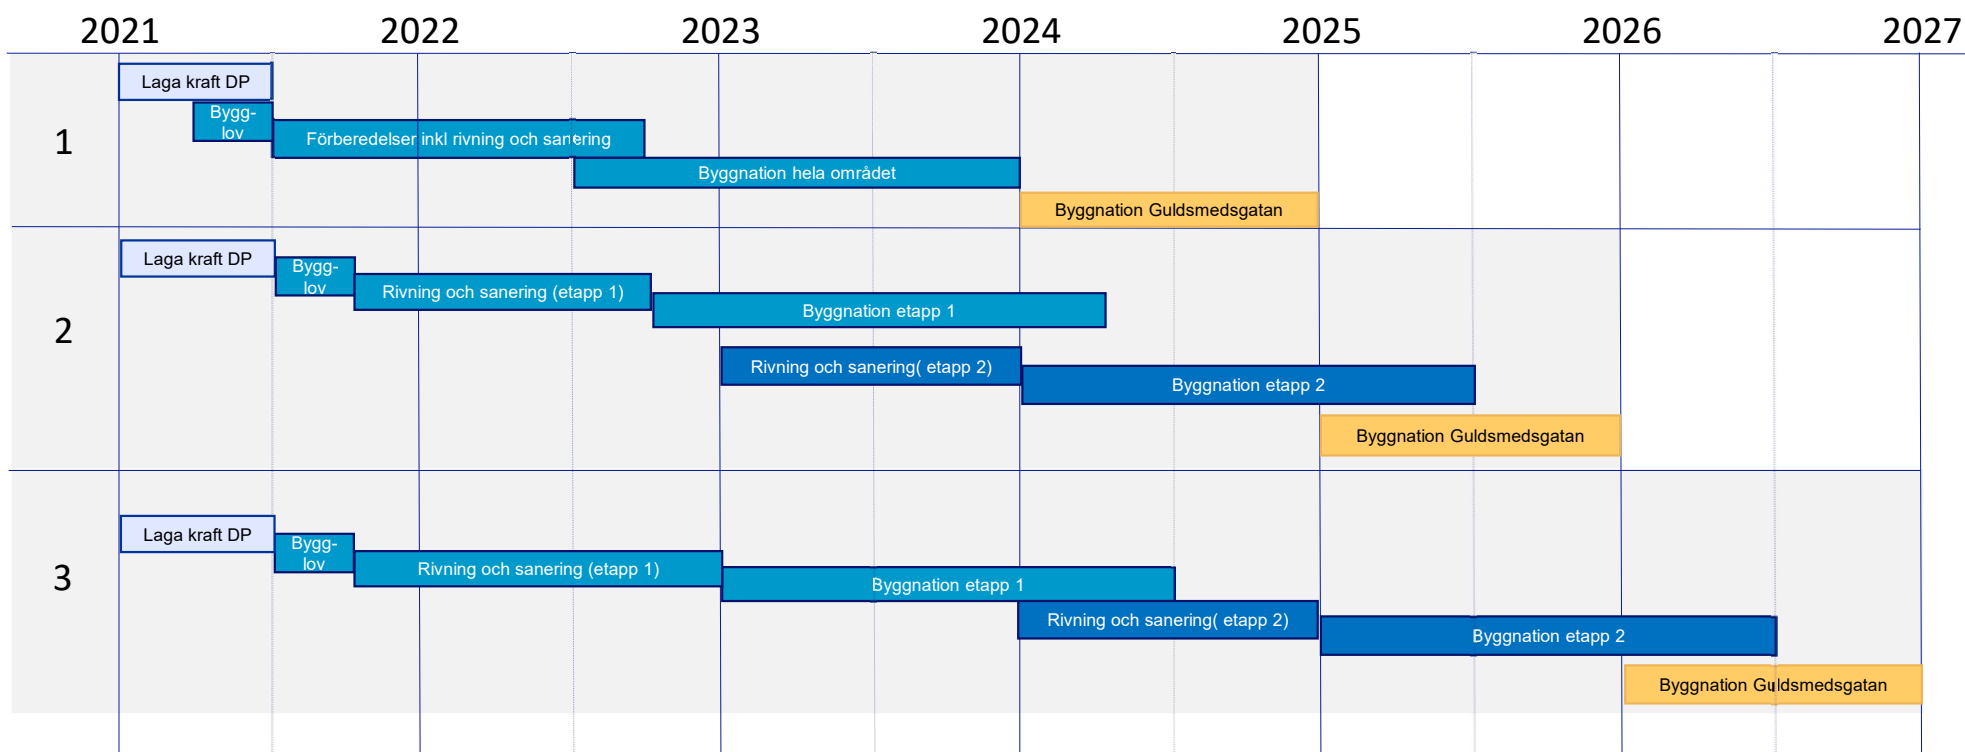 2021 2022 2023 2024 2025 2026 2027
1
Laga kraft DP
Bygg-
lov
Förberedelser inkl rivning och sanering
Byggnation hela området
Byggnation Guldsmedsgatan
2
Laga kraft DP
Bygg-
lov
Rivning och sanering (etapp 1)
Byggnation etapp 1
Rivning och sanering( etapp 2)
Byggnation etapp 2
Byggnation Guldsmedsgatan
3
Laga kraft DP
Bygg-
lov
Rivning och sanering (etapp 1)
Byggnation etapp 1
Rivning och sanering( etapp 2)
Byggnation etapp 2
Byggnation Guldsmedsgatan